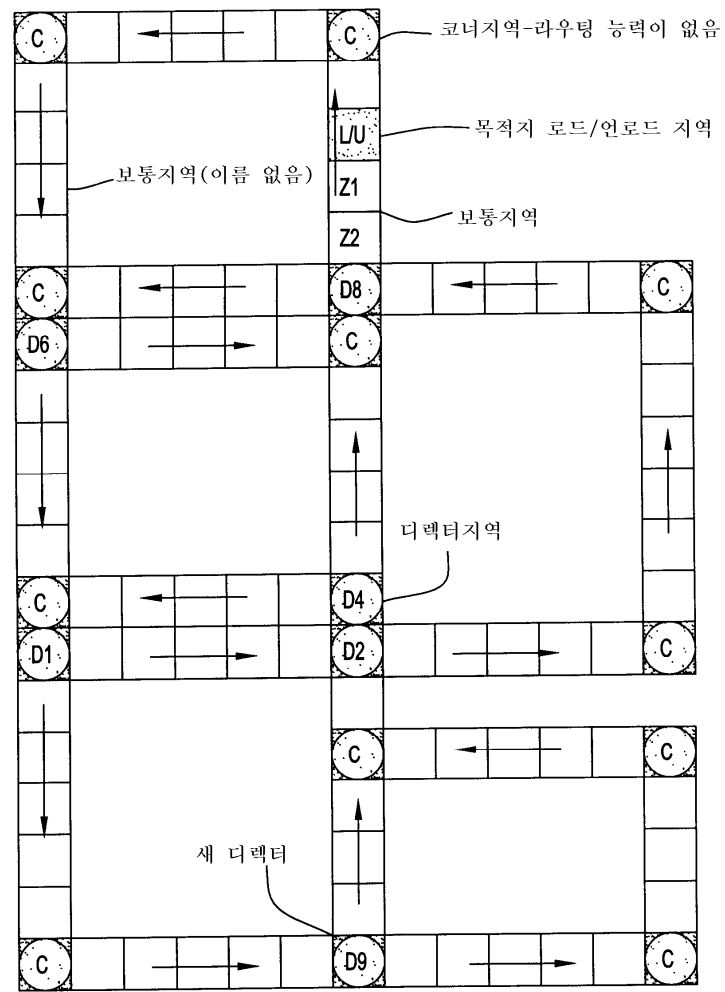 C
C
코너지역-라우팅 능력이 없음
L/U
목적지 로드/언로드 지역
보통지역(이름 없음)
Z1
보통지역
Z2
C
D8
C
D6
C
디렉터지역
C
D4
D1
D2
C
C
C
새 디렉터
C
D9
C